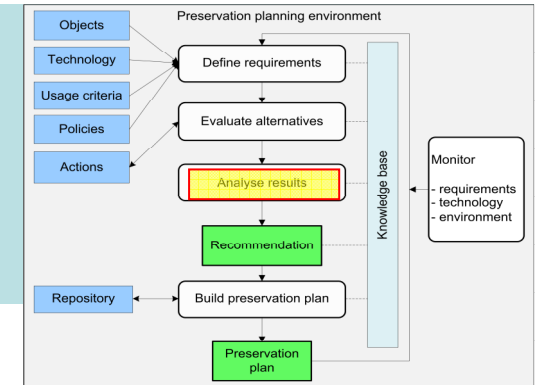 Preservation planning environment
Objects
Technology
Usage criteria
Policies
Actions
Define requirements
Evaluate alternatives
Analyse results
Recommendation
Repository
Build preservation plan
Preservation
plan
Knowledge base
Monitor
- requirements
- technology
- environment